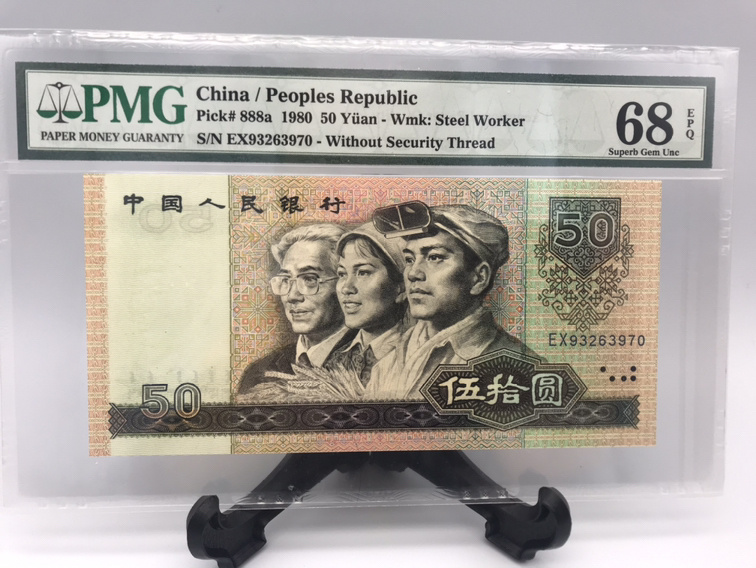 PMG
PAPER MONEY GUARANTY
China / Peoples Republic
Pick# 888a 1980 50 Yüan - Wmk: Steel Worker
S/N EX93263970 - Without Security Thread
68
EPQ
Superb Gem Unc
中国人民银行
50
EX93263970
50
伍拾圆